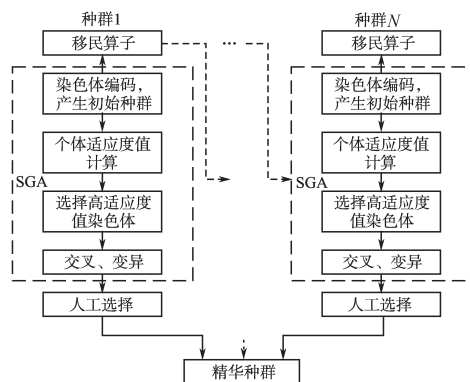 种群1
移民算子
染色体编码，
产生初始种群
个体适应度值
计算
SGA
选择高适应度
值染色体
交叉、变异
人工选择
…
种群N
移民算子
染色体编码，
产生初始种群
个体适应度值
计算
SGA
选择高适应度
值染色体
交叉、变异
人工选择
精华种群